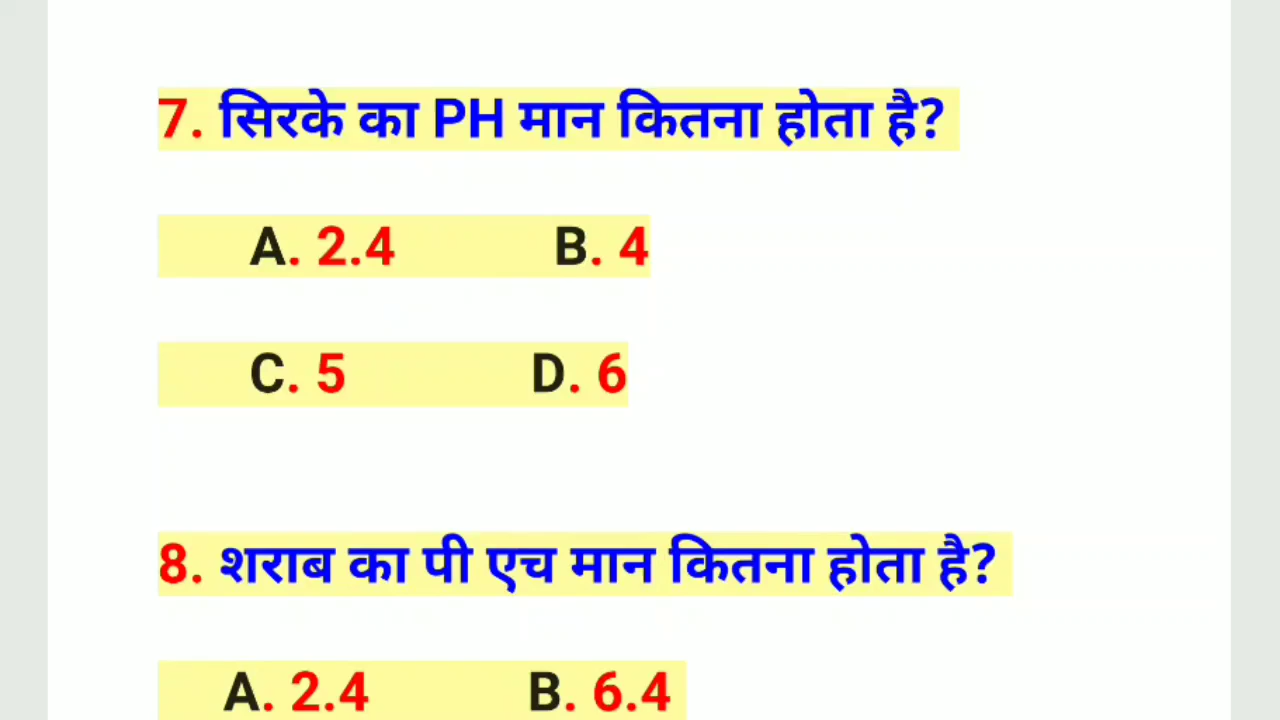 7. सिरके का PH मान कितना होता है?
A. 2.4 B. 4
C. 5 D. 6
8. शराब का पी एच मान कितना होता है?
A. 2.4 B. 6.4